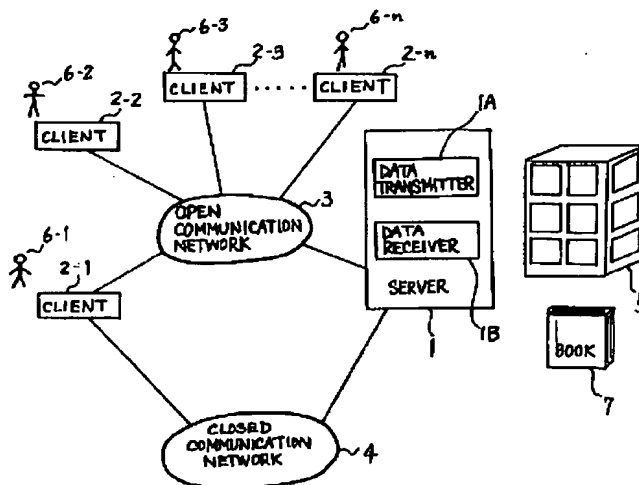 6-3
6-n
6-2
2-3
2-n
CLIENT
.....
CLIENT
2-2
1A
CLIENT
DATA
TRANSMITTER
3
OPEN
COMMUNICATION
NETWORK
DATA
RECEIVER
6-1
2-1
SERVER
CLIENT
5
1
1B
BOOK
7
CLOSED
COMMUNICATION
NETWORK
4